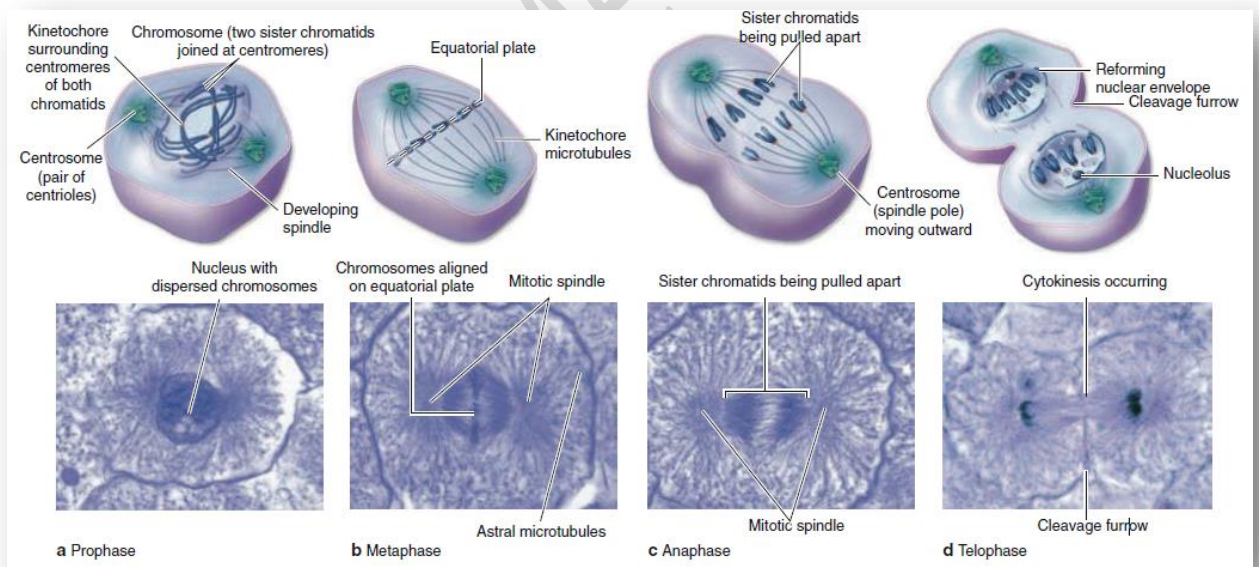 Kinetochore
surrounding
centromeres
of both
chromatids
Chromosome (two sister chromatids
joined at centromeres)
Centrosome
(pair of
centrioles)
Developing
spindle
Equatorial plate
Kinetochore
microtubules
Sister chromatids
being pulled apart
Centrosome
(spindle pole)
moving outward
Reforming
nuclear envelope
Cleavage furrow
Nucleolus
Nucleus with
dispersed chromosomes
Chromosomes aligned
on equatorial plate
Mitotic spindle
Astral microtubules
Sister chromatids being pulled apart
Mitotic spindle
Cytokinesis occurring
Cleavage furrow
a Prophase
b Metaphase
c Anaphase
d Telophase